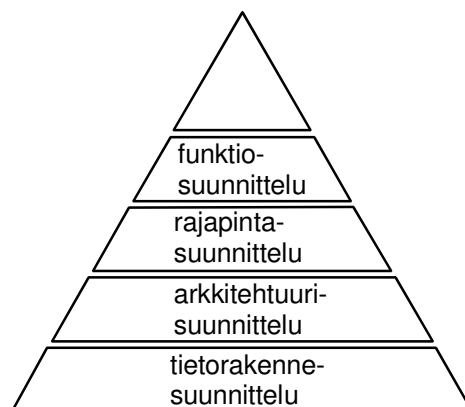 funktio-
suunnittelu
rajapinta-
suunnittelu
arkkitehtuuri-
suunnittelu
tietorakenne-
suunnittelu